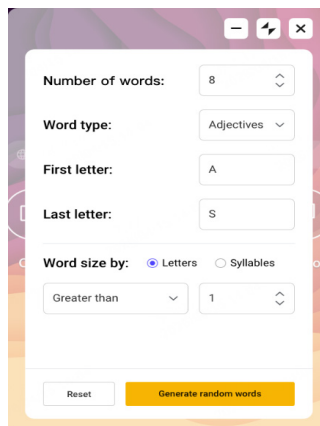 Number of words: 8
Word type: Adjectives
First letter: A
Last letter: S
Word size by: Letters Syllables
Greater than 1
Reset Generate random words